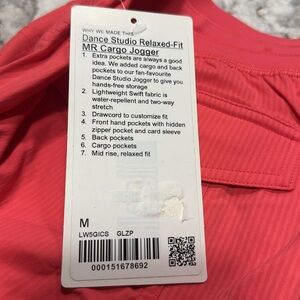 WHY WE MADE THIS
Dance Studio Relaxed-Fit
MR Cargo Jogger
1. Extra pockets are always a good
idea. We added cargo and back
pockets to our fan-favourite
Dance Studio Jogger to give you
hands-free storage
2. Lightweight Swift fabric is
water-repellent and two-way
stretch
3. Drawcord to customize fit
4. Front hand pockets with hidden
zipper pocket and card sleeve
5. Back pockets
6. Cargo pockets
7. Mid rise, relaxed fit
M
LW5GICS GLZP
000151678692